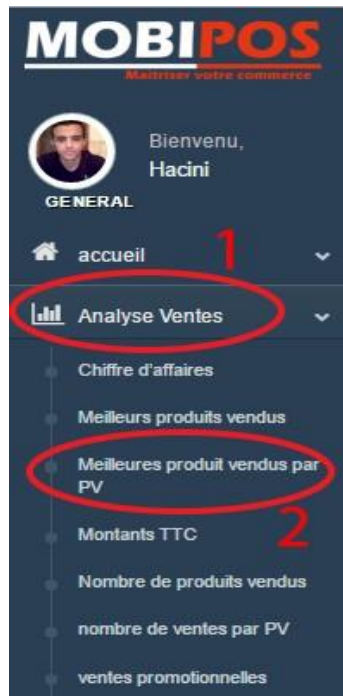 MOBIPOS
Maitriser votre commerce
Bienvenu,
Hacini
GENERAL
accueil
1
Analyse Ventes
Chiffre d'affaires
Meilleurs produits vendus
Meilleures produit vendus par
PV
2
Montants TTC
Nombre de produits vendus
nombre de ventes par PV
ventes promotionnelles